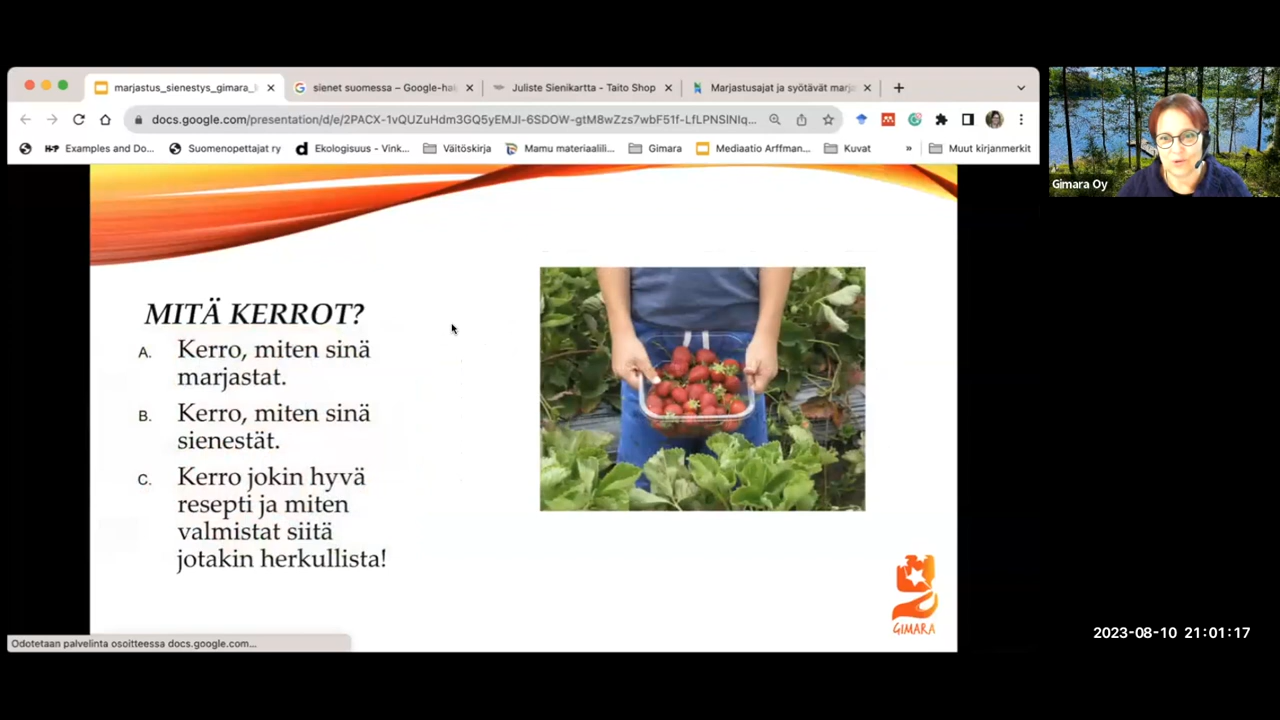 marjastus_sienestys_gimara_
sienet suomessa – Google-ha
Juliste Sienikartta - Taito Shop
Marjastusajat ja syötävät marj
docs.google.com/presentation/d/e/2PACX-1vQUZuHdm3GQ5yEMJI-6SDOW-gtM8wZzs7wbF51f-LfLPNSINIq...
Examples and Do...
Suomenopettajat ry
Ekologisuus - Vink...
Väitöskirja
Mamu materiaalili...
Gimara
Mediaatio Arffman...
Kuvat
»
Muut kirjanmerkit
Gimara Oy
MITÄ KERROT?
A. Kerro, miten sinä
marjastat.
B. Kerro, miten sinä
sienestät.
C. Kerro jokin hyvä
resepti ja miten
valmistat siitä
jotakin herkullista!
GIMARA
Odotetaan palvelinta osoitteessa docs.google.com...
2023-08-10 21:01:17